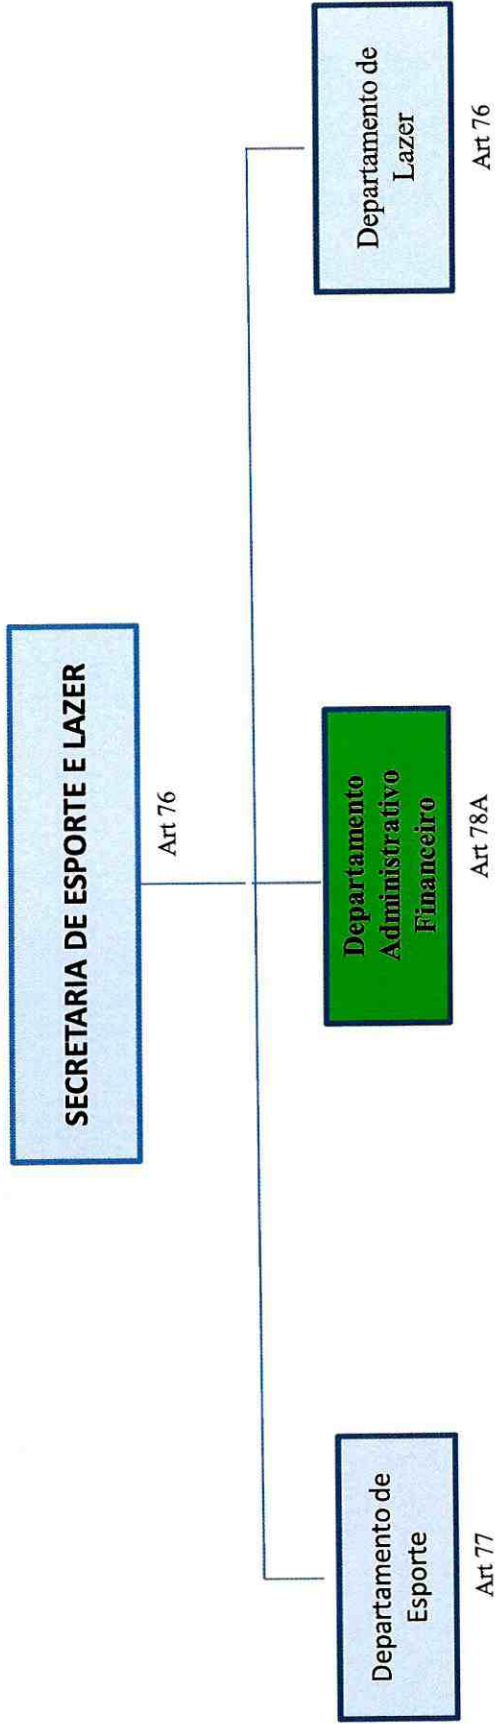 SECRETARIA DE ESPORTE E LAZER
Art 76
Departamento de
Esporte
Art 77
Departamento
Administrativo
Financeiro
Art 78A
Departamento de
Lazer
Art 76